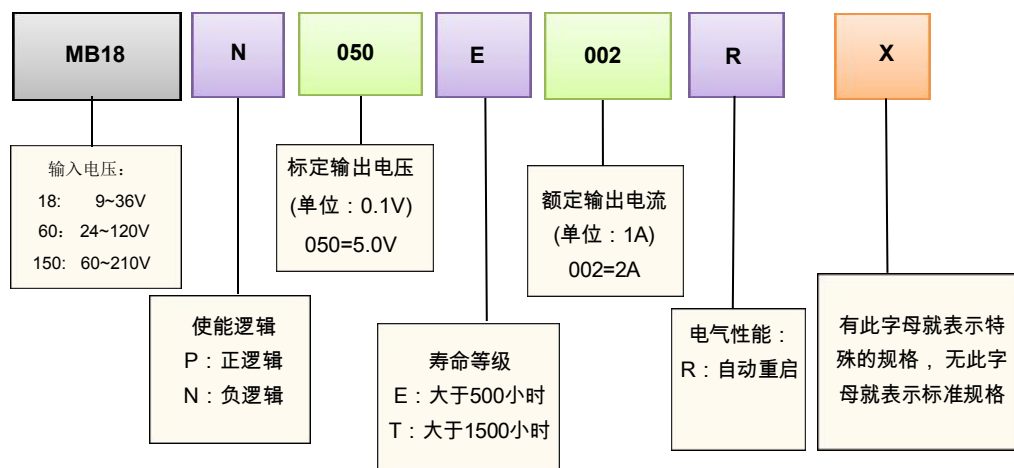 MB18
N
050
E
002
R
X
输入电压：
18: 9~36V
60： 24~120V
150: 60~210V
标定输出电压
(单位：0.1V)
050=5.0V
额定输出电流
(单位：1A)
002=2A
使能逻辑
P：正逻辑
N：负逻辑
寿命等级
E：大于500小时
T：大于1500小时
电气性能：
R：自动重启
有此字母就表示特
殊的规格，无此字
母就表示标准规格